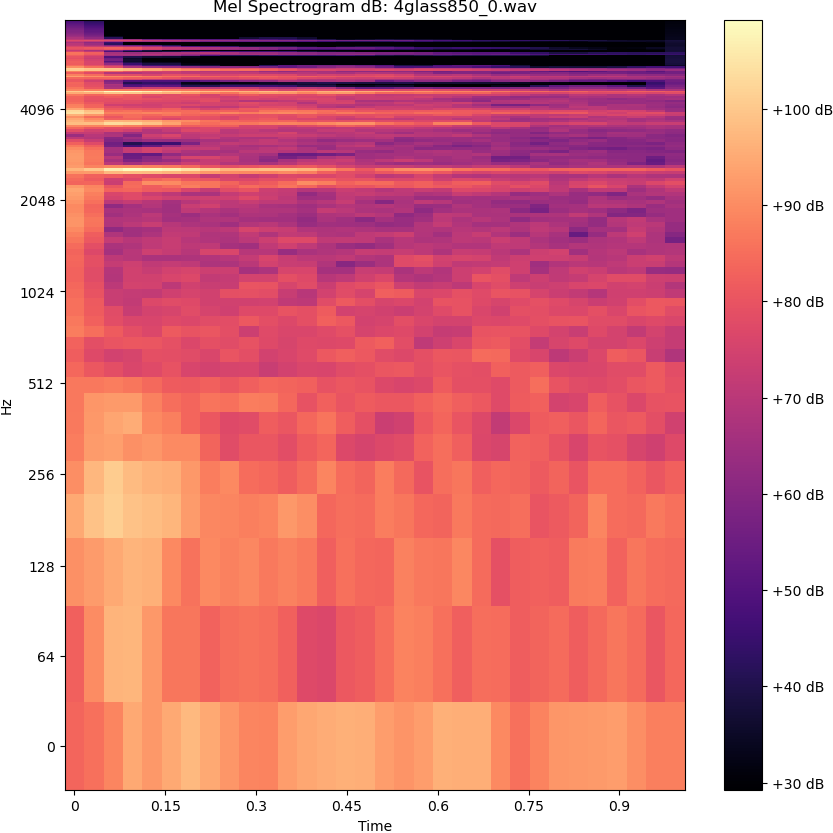 Mel Spectrogram dB: 4glass850_0.wav
+100 dB
+90 dB
+80 dB
+70 dB
+60 dB
+50 dB
+40 dB
+30 dB
4096
2048
1024
512
256
128
64
0
Hz
0 0.15 0.3 0.45 0.6 0.75 0.9
Time